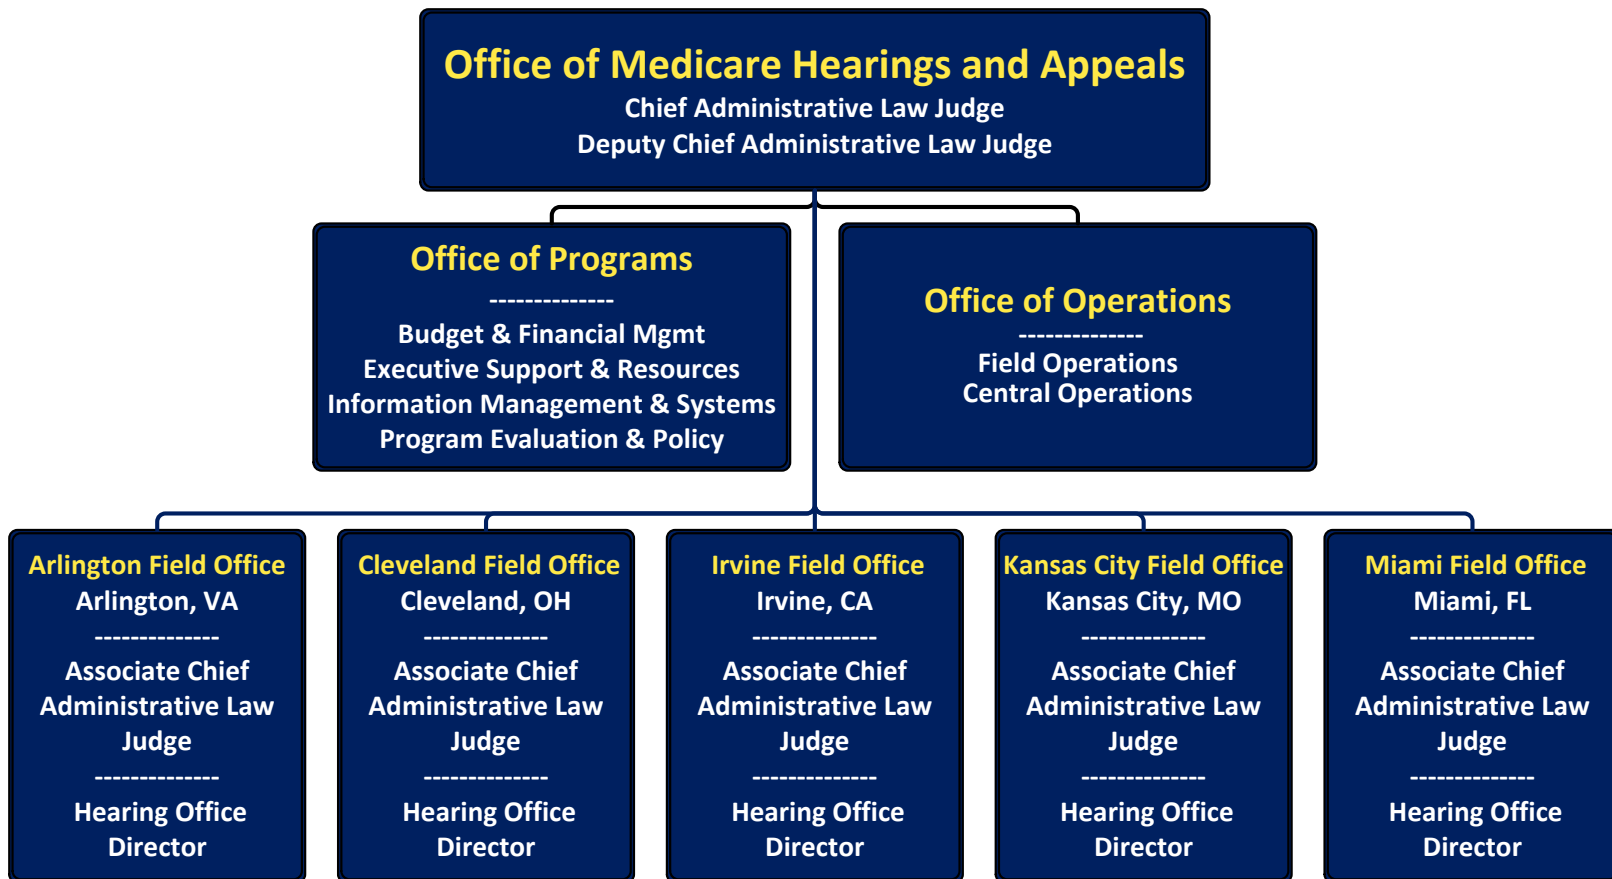 Office of Medicare Hearings and Appeals
Chief Administrative Law Judge
Deputy Chief Administrative Law Judge
Office of Programs
--------------
Budget & Financial Mgmt
Executive Support & Resources
Information Management & Systems
Program Evaluation & Policy
Office of Operations
--------------
Field Operations
Central Operations
Arlington Field Office
Arlington, VA
--------------
Associate Chief
Administrative Law
Judge
--------------
Hearing Office
Director
Cleveland Field Office
Cleveland, OH
--------------
Associate Chief
Administrative Law
Judge
--------------
Hearing Office
Director
Irvine Field Office
Irvine, CA
--------------
Associate Chief
Administrative Law
Judge
--------------
Hearing Office
Director
Kansas City Field Office
Kansas City, MO
--------------
Associate Chief
Administrative Law
Judge
--------------
Hearing Office
Director
Miami Field Office
Miami, FL
--------------
Associate Chief
Administrative Law
Judge
--------------
Hearing Office
Director